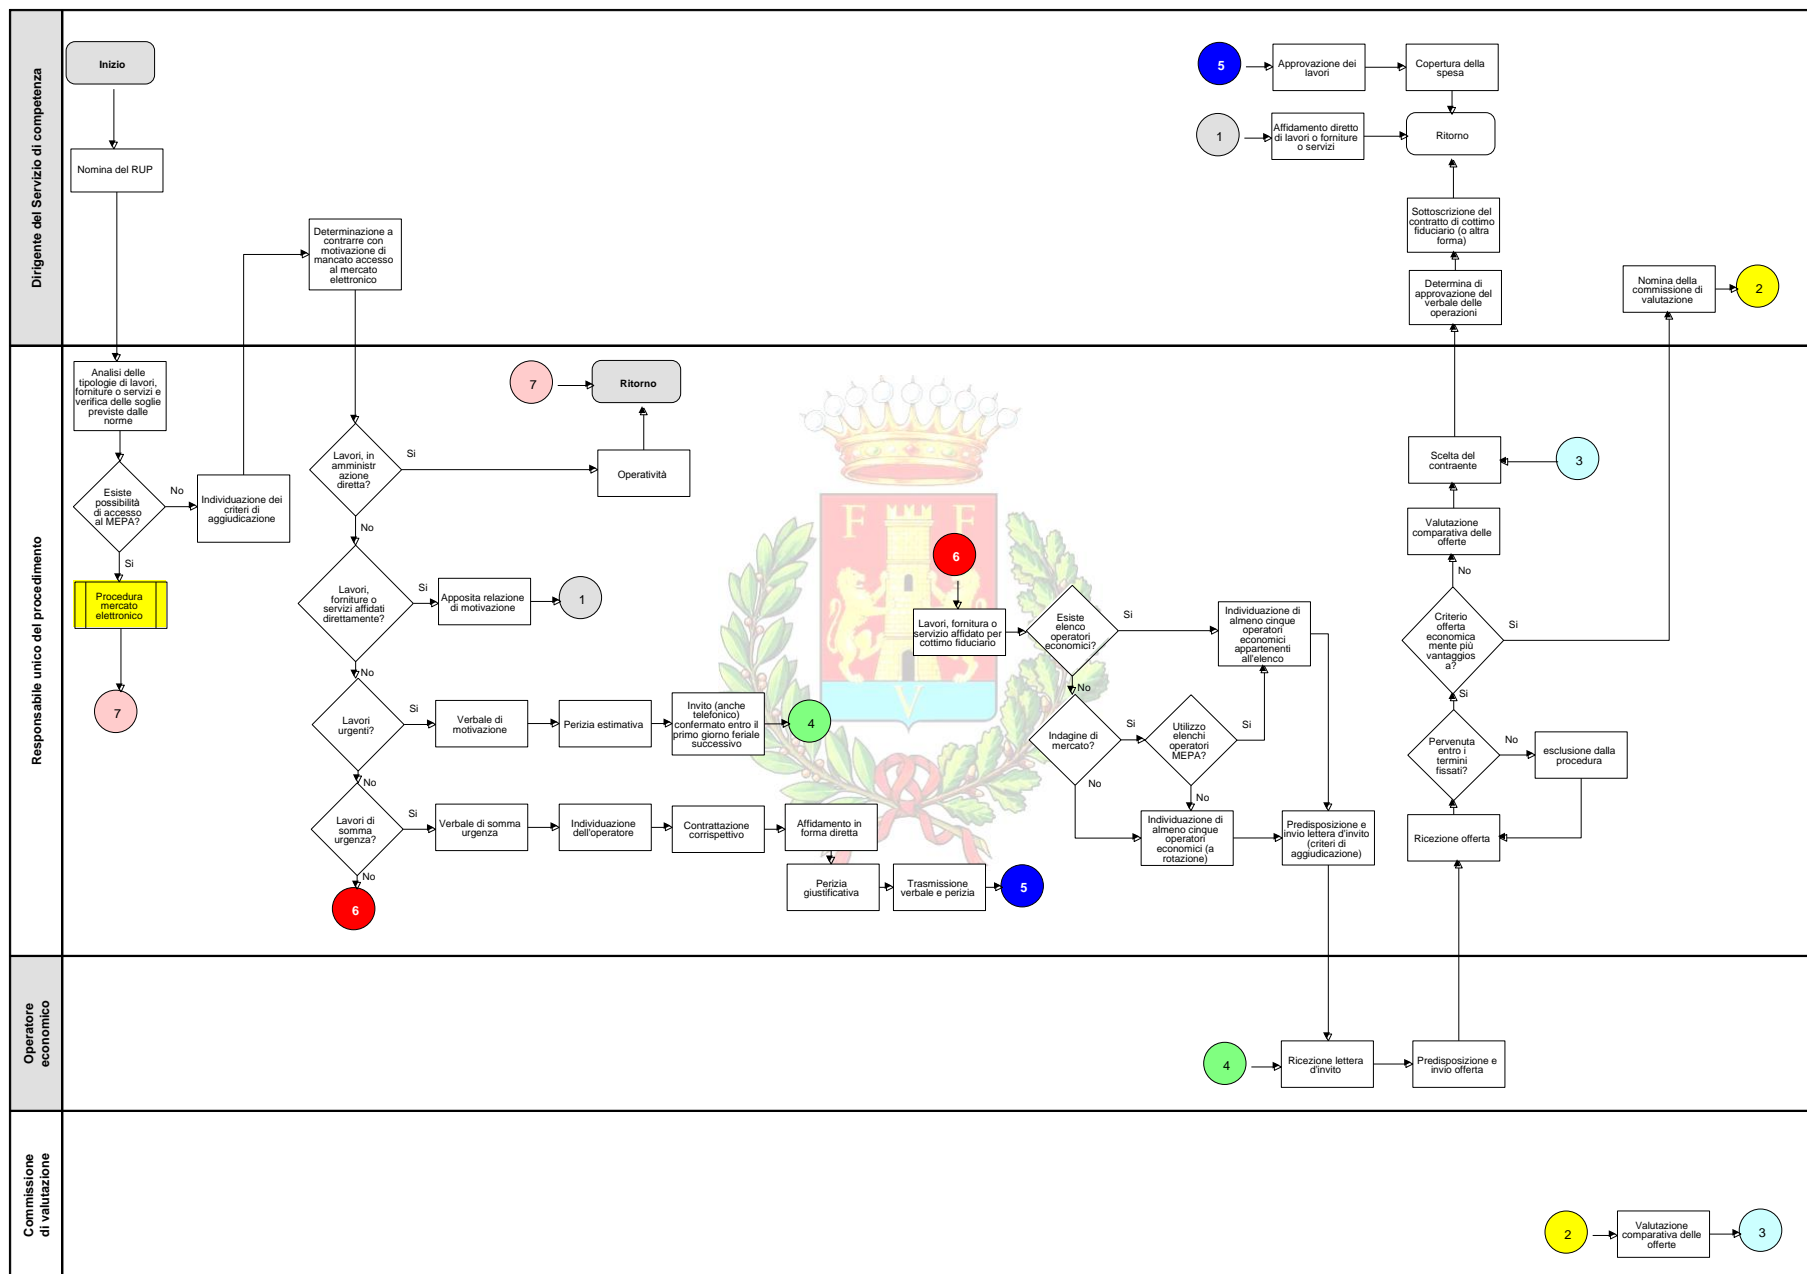 Dirigente del Servizio di competenza
Inizio
Nomina del RUP
Determinazione a
contrarre con
motivazione di
mancato accesso
al mercato
elettronico
5
Approvazione dei
lavori
Copertura della
spesa
1
Affidamento diretto
di lavori o forniture
o servizi
Ritorno
Sottoscrizione del
contratto di cottimo
fiduciario (o altra
forma)
Determina di
approvazione del
verbale delle
operazioni
Nomina della
commissione di
valutazione
2
Responsabile unico del procedimento
Analisi delle
tipologie di lavori,
forniture o servizi e
verifica delle soglie
previste dalle
norme
Esiste
possibilità
di accesso
al MEPA?
No
Individuazione dei
criteri di
aggiudicazione
Si
Procedura
mercato
elettronico
7
7
Ritorno
Lavori, in
amministr
azione
diretta?
Si
Operatività
No
Lavori,
forniture o
servizi affidati
direttamente?
Si
Apposita relazione
di motivazione
1
No
Lavori
urgenti?
Si
Verbale di
motivazione
Perizia estimativa
Invito (anche
telefonico)
confermato entro il
primo giorno feriale
successivo
4
No
Lavori di
somma
urgenza?
Si
Verbale di somma
urgenza
Individuazione
dell'operatore
Contrattazione
corrispettivo
Affidamento in
forma diretta
No
6
Perizia
giustificativa
Trasmissione
verbale e perizia
5
F F
V
6
Lavori, fornitura o
servizio affidato per
cottimo fiduciario
Esiste
elenco
operatori
economici?
Si
Individuazione di
almeno cinque
operatori
economici
appartenenti
all'elenco
No
Indagine di
mercato?
Si
Utilizzo
elenchi
operatori
MEPA?
Si
No
No
Individuazione di
almeno cinque
operatori
economici (a
rotazione)
Predisposizione e
invio lettera d'invito
(criteri di
aggiudicazione)
Scelta del
contraente
3
Valutazione
comparativa delle
offerte
No
Criterio
offerta
economica
mente più
vantaggios
a?
Si
Si
Pervenuta
entro i
termini
fissati?
No
esclusione dalla
procedura
Ricezione offerta
Operatore
economico
4
Ricezione lettera
d'invito
Predisposizione e
invio offerta
Commissione
di valutazione
2
Valutazione
comparativa delle
offerte
3